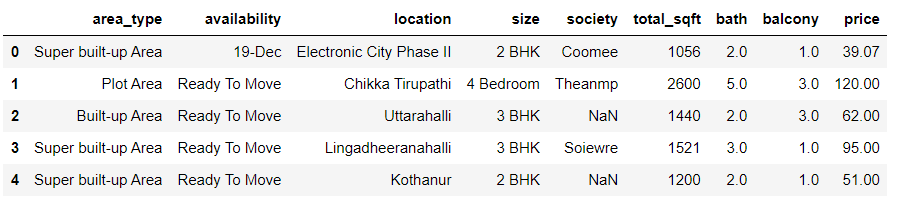 area_type availability location size society total_sqft bath balcony price
0 Super built-up Area 19-Dec Electronic City Phase II 2 BHK Coomee 1056 2.0 1.0 39.07
1 Plot Area Ready To Move Chikka Tirupathi 4 Bedroom Theanmp 2600 5.0 3.0 120.00
2 Built-up Area Ready To Move Uttarahalli 3 BHK NaN 1440 2.0 3.0 62.00
3 Super built-up Area Ready To Move Lingadheeranahalli 3 BHK Soiewre 1521 3.0 1.0 95.00
4 Super built-up Area Ready To Move Kothanur 2 BHK NaN 1200 2.0 1.0 51.00